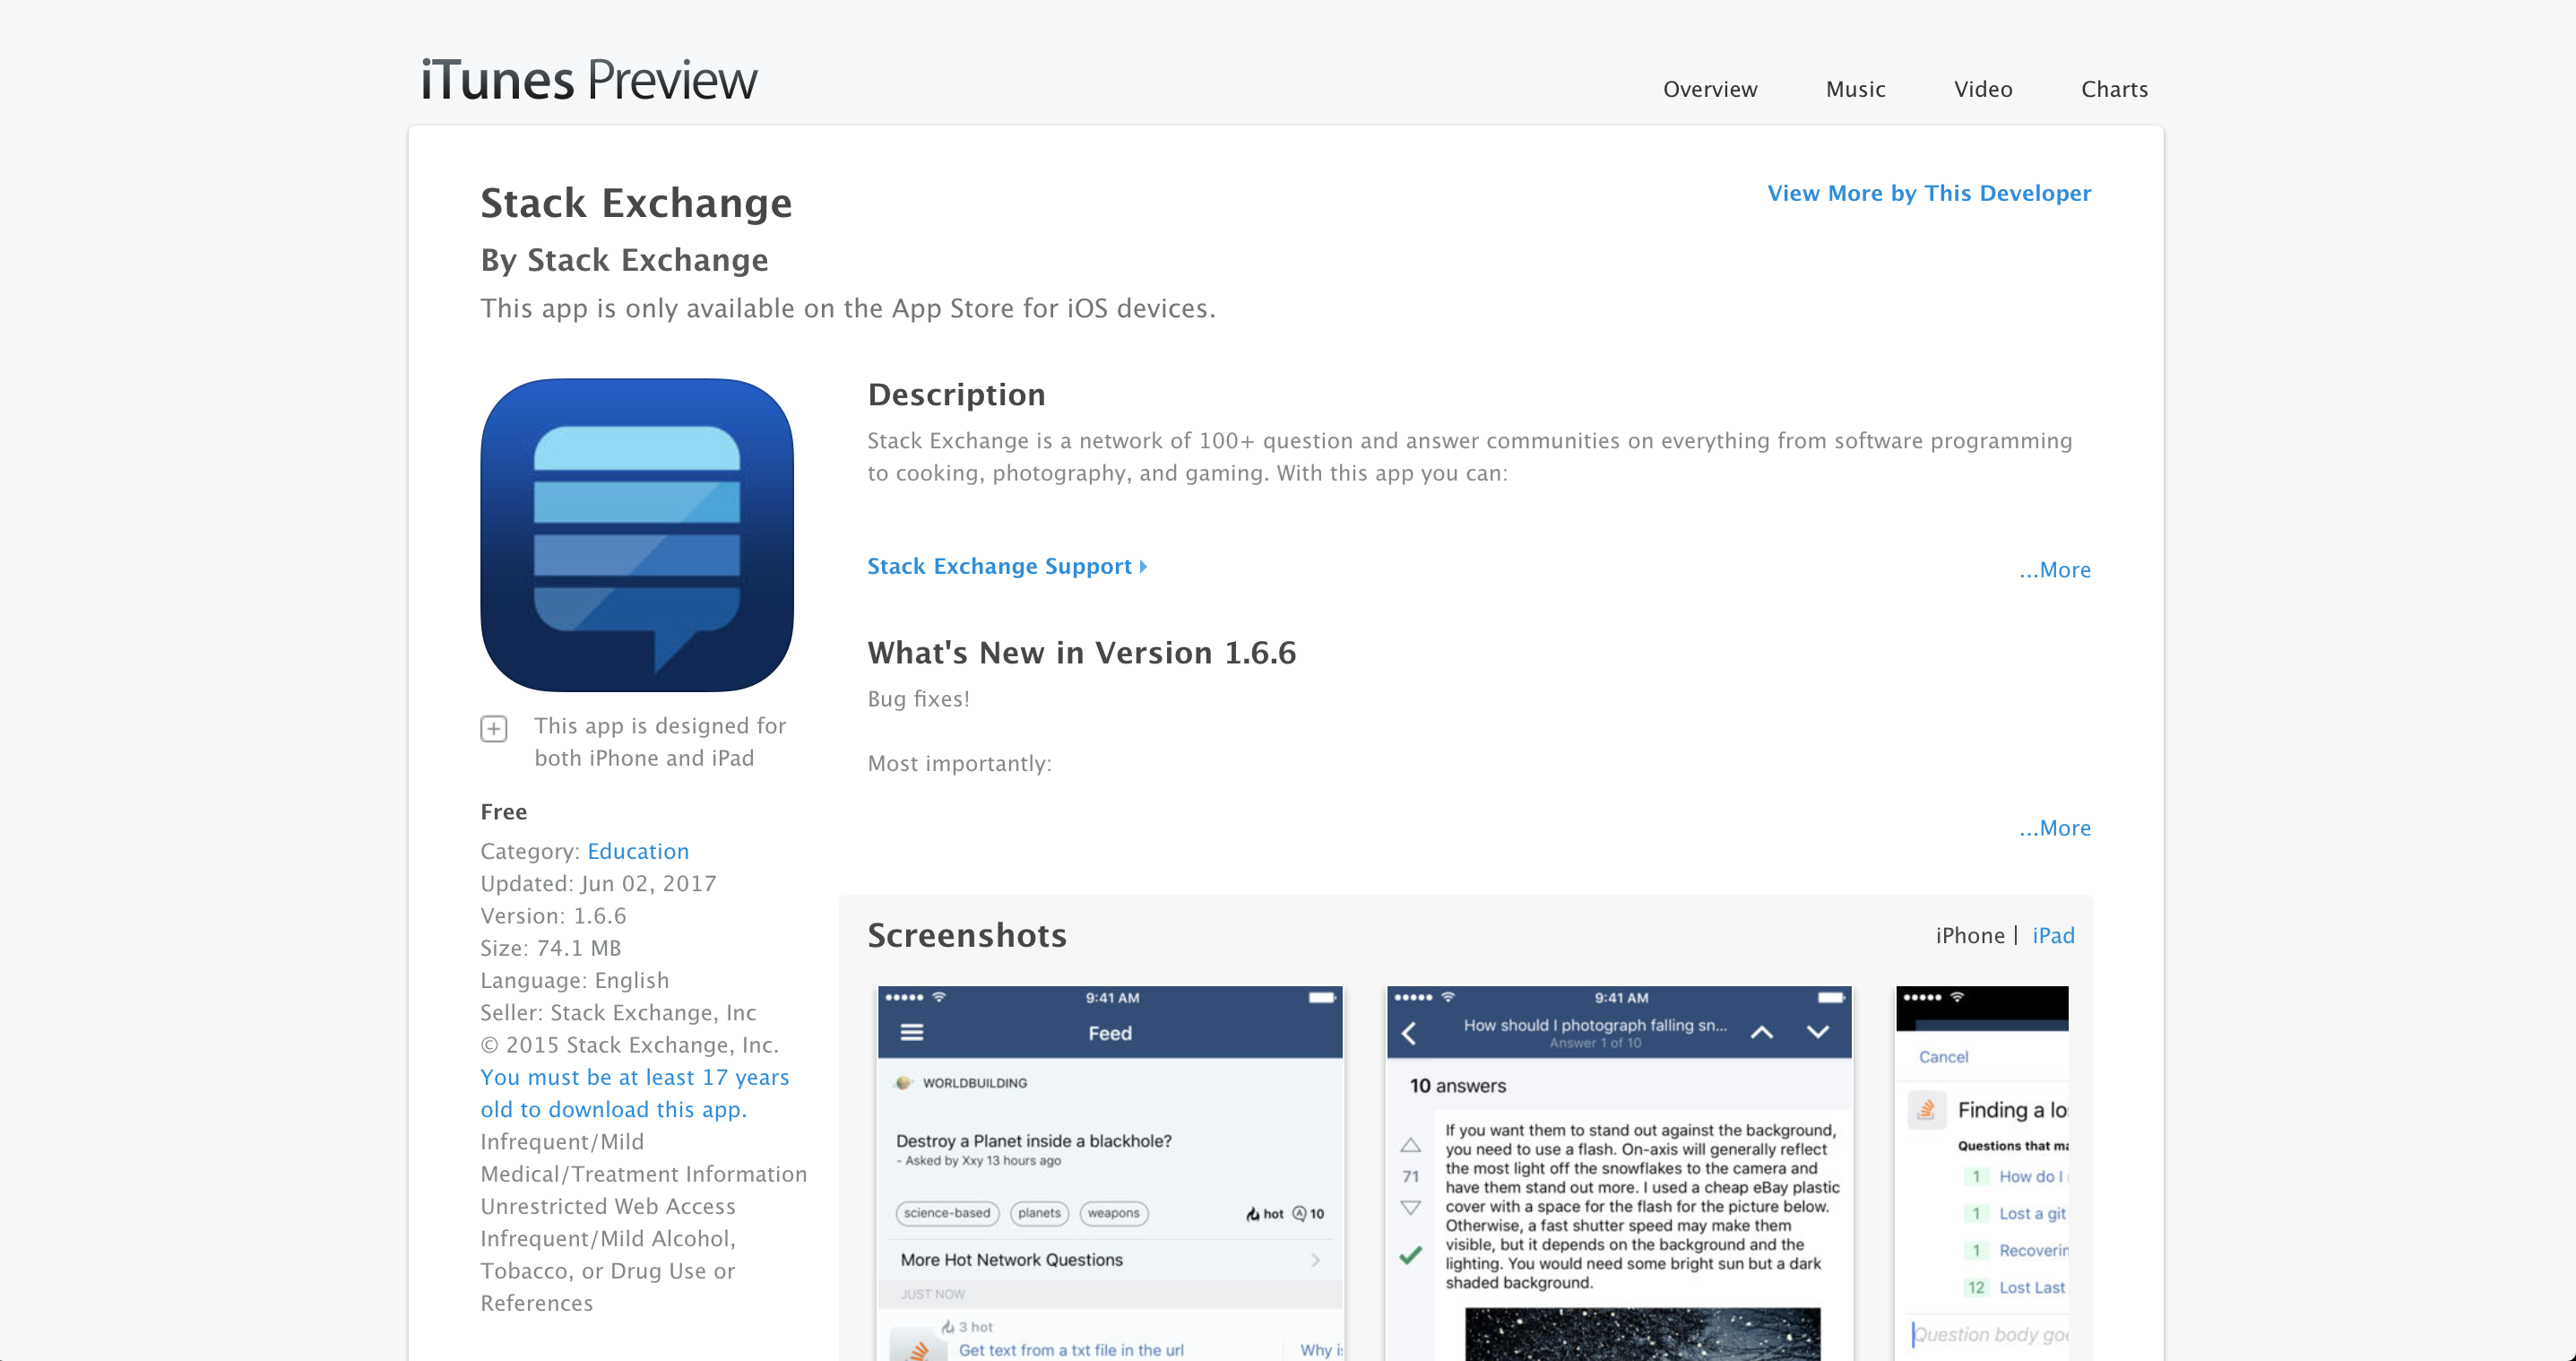 iTunes Preview
Overview
Music
Video
Charts
Stack Exchange
View More by This Developer
By Stack Exchange
This app is only available on the App Store for iOS devices.
This app is designed for
both iPhone and iPad
Free
Category: Education
Updated: Jun 02, 2017
Version: 1.6.6
Size: 74.1 MB
Language: English
Seller: Stack Exchange, Inc
© 2015 Stack Exchange, Inc.
You must be at least 17 years
old to download this app.
Infrequent/Mild
Medical/Treatment Information
Unrestricted Web Access
Infrequent/Mild Alcohol,
Tobacco, or Drug Use or
References
Description
Stack Exchange is a network of 100+ question and answer communities on everything from software programming
to cooking, photography, and gaming. With this app you can:
Stack Exchange Support
...More
What's New in Version 1.6.6
Bug fixes!
Most importantly:
...More
Screenshots
iPhone | iPad
9:41 AM
Feed
WORLDBUILDING
Destroy a Planet inside a blackhole?
- Asked by Xxy 13 hours ago
science-based
planets
weapons
hot
10
More Hot Network Questions
JUST NOW
3 hot
Get text from a txt file in the url
Why
9:41 AM
How should I photograph falling sn...
Answer 1 of 10
10 answers
71
If you want them to stand out against the background,
you need to use a flash. On-axis will generally reflect
the most light off the snowflakes to the camera and
have them stand out more. I used a cheap eBay plastic
cover with a space for the flash for the picture below.
Otherwise, a fast shutter speed may make them
visible, but it depends on the background and the
lighting. You would need some bright sun but a dark
shaded background.
Cancel
Finding a lo
Questions that
1 How do I
1 Lost a git
1 Recoverin
12 Lost Last
Question body